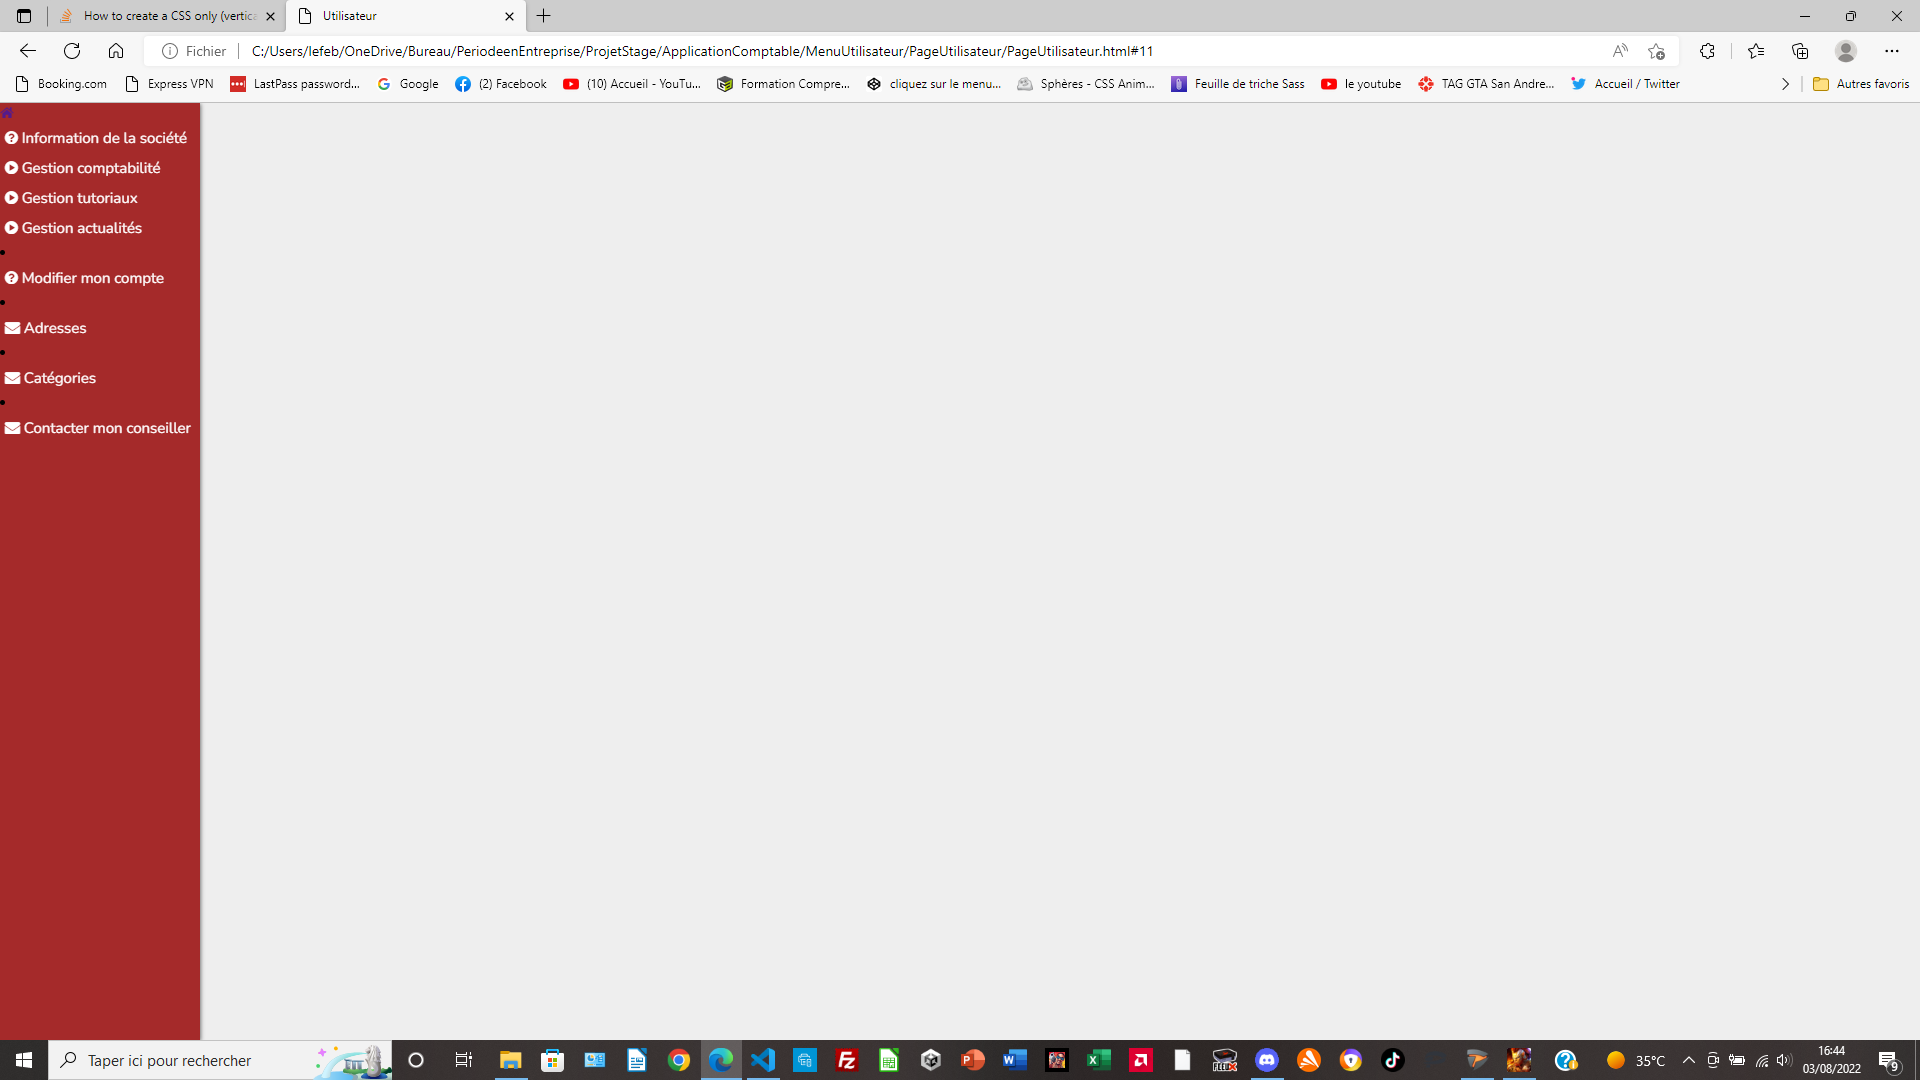 How to create a CSS only (vertica
Utilisateur
Fichier
C:/Users/lefeb/OneDrive/Bureau/PeriodeenEntreprise/ProjetStage/ApplicationComptable/MenuUtilisateur/PageUtilisateur/PageUtilisateur.html#11
Booking.com
Express VPN
LastPass password...
Google
(2) Facebook
(10) Accueil - YouTu...
Formation Compre...
cliquez sur le menu...
Sphères - CSS Anim...
Feuille de triche Sass
le youtube
TAG GTA San Andre...
Accueil / Twitter
Autres favoris
Information de la société
Gestion comptabilité
Gestion tutoriaux
Gestion actualités
Modifier mon compte
Adresses
Catégories
Contacter mon conseiller
Taper ici pour rechercher
35°C
16:44
03/08/2022
9